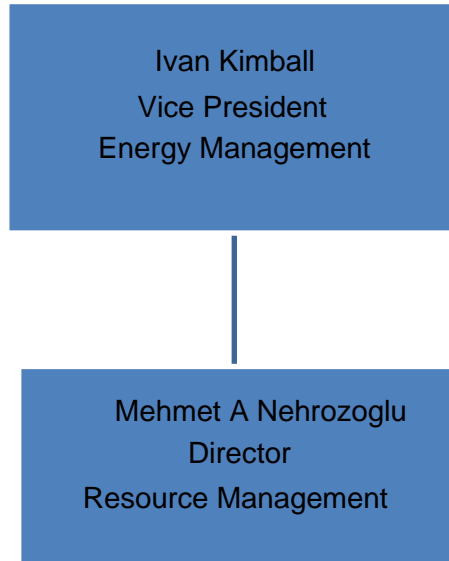 Ivan Kimball
Vice President
Energy Management
Mehmet A Nehrozoglu
Director
Resource Management